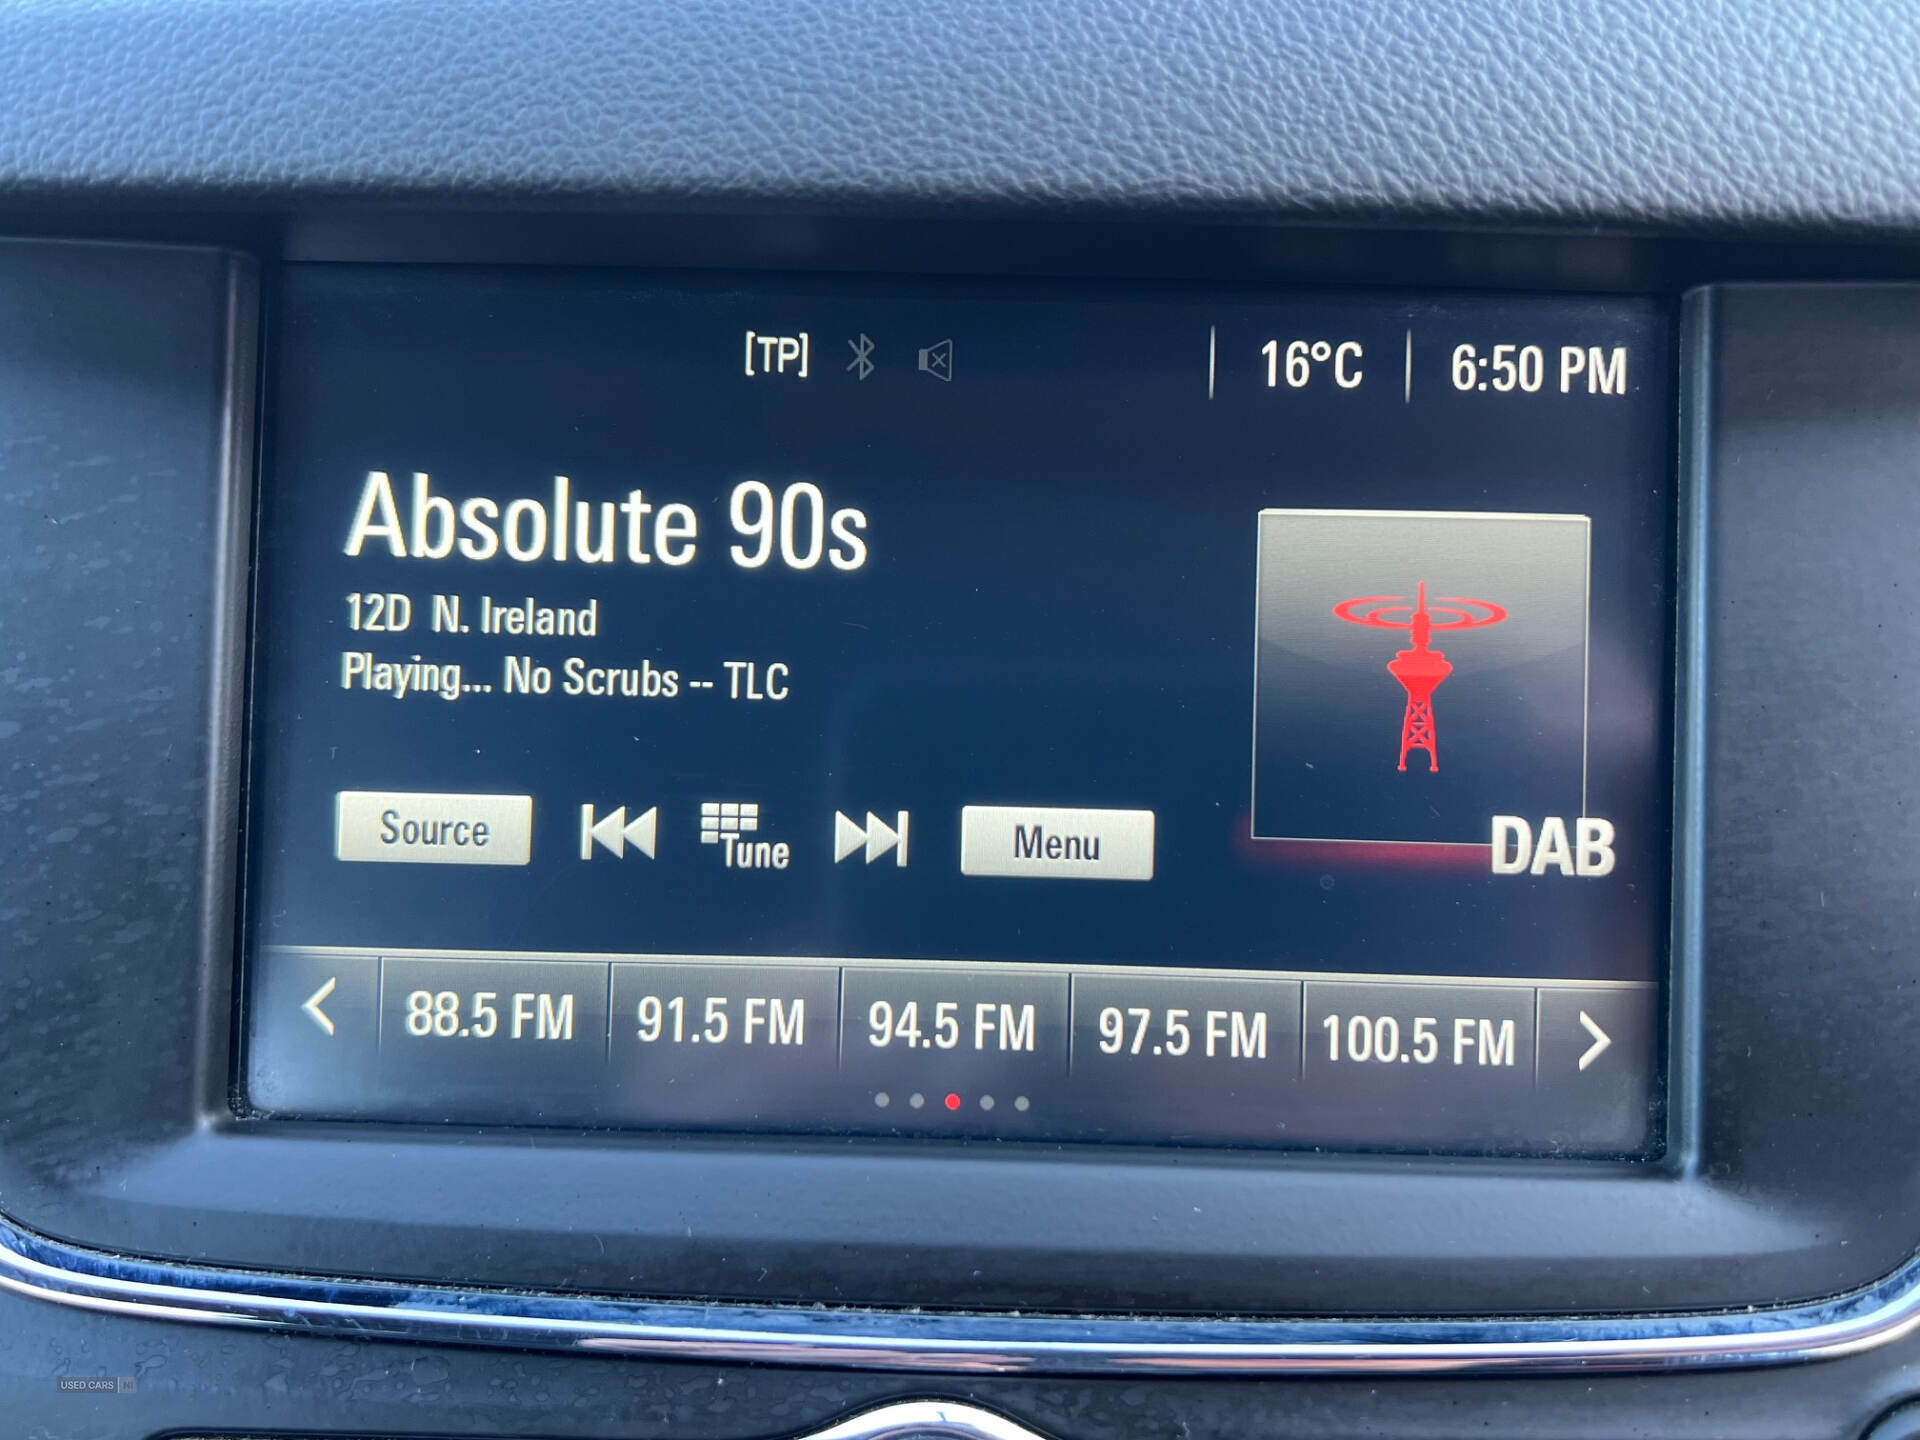 [TP] 16°C 6:50 PM
Absolute 90s
12D N. Ireland
Playing... No Scrubs -- TLC
Source Tune Menu
DAB
88.5 FM 91.5 FM 94.5 FM 97.5 FM 100.5 FM
USED CARS NI